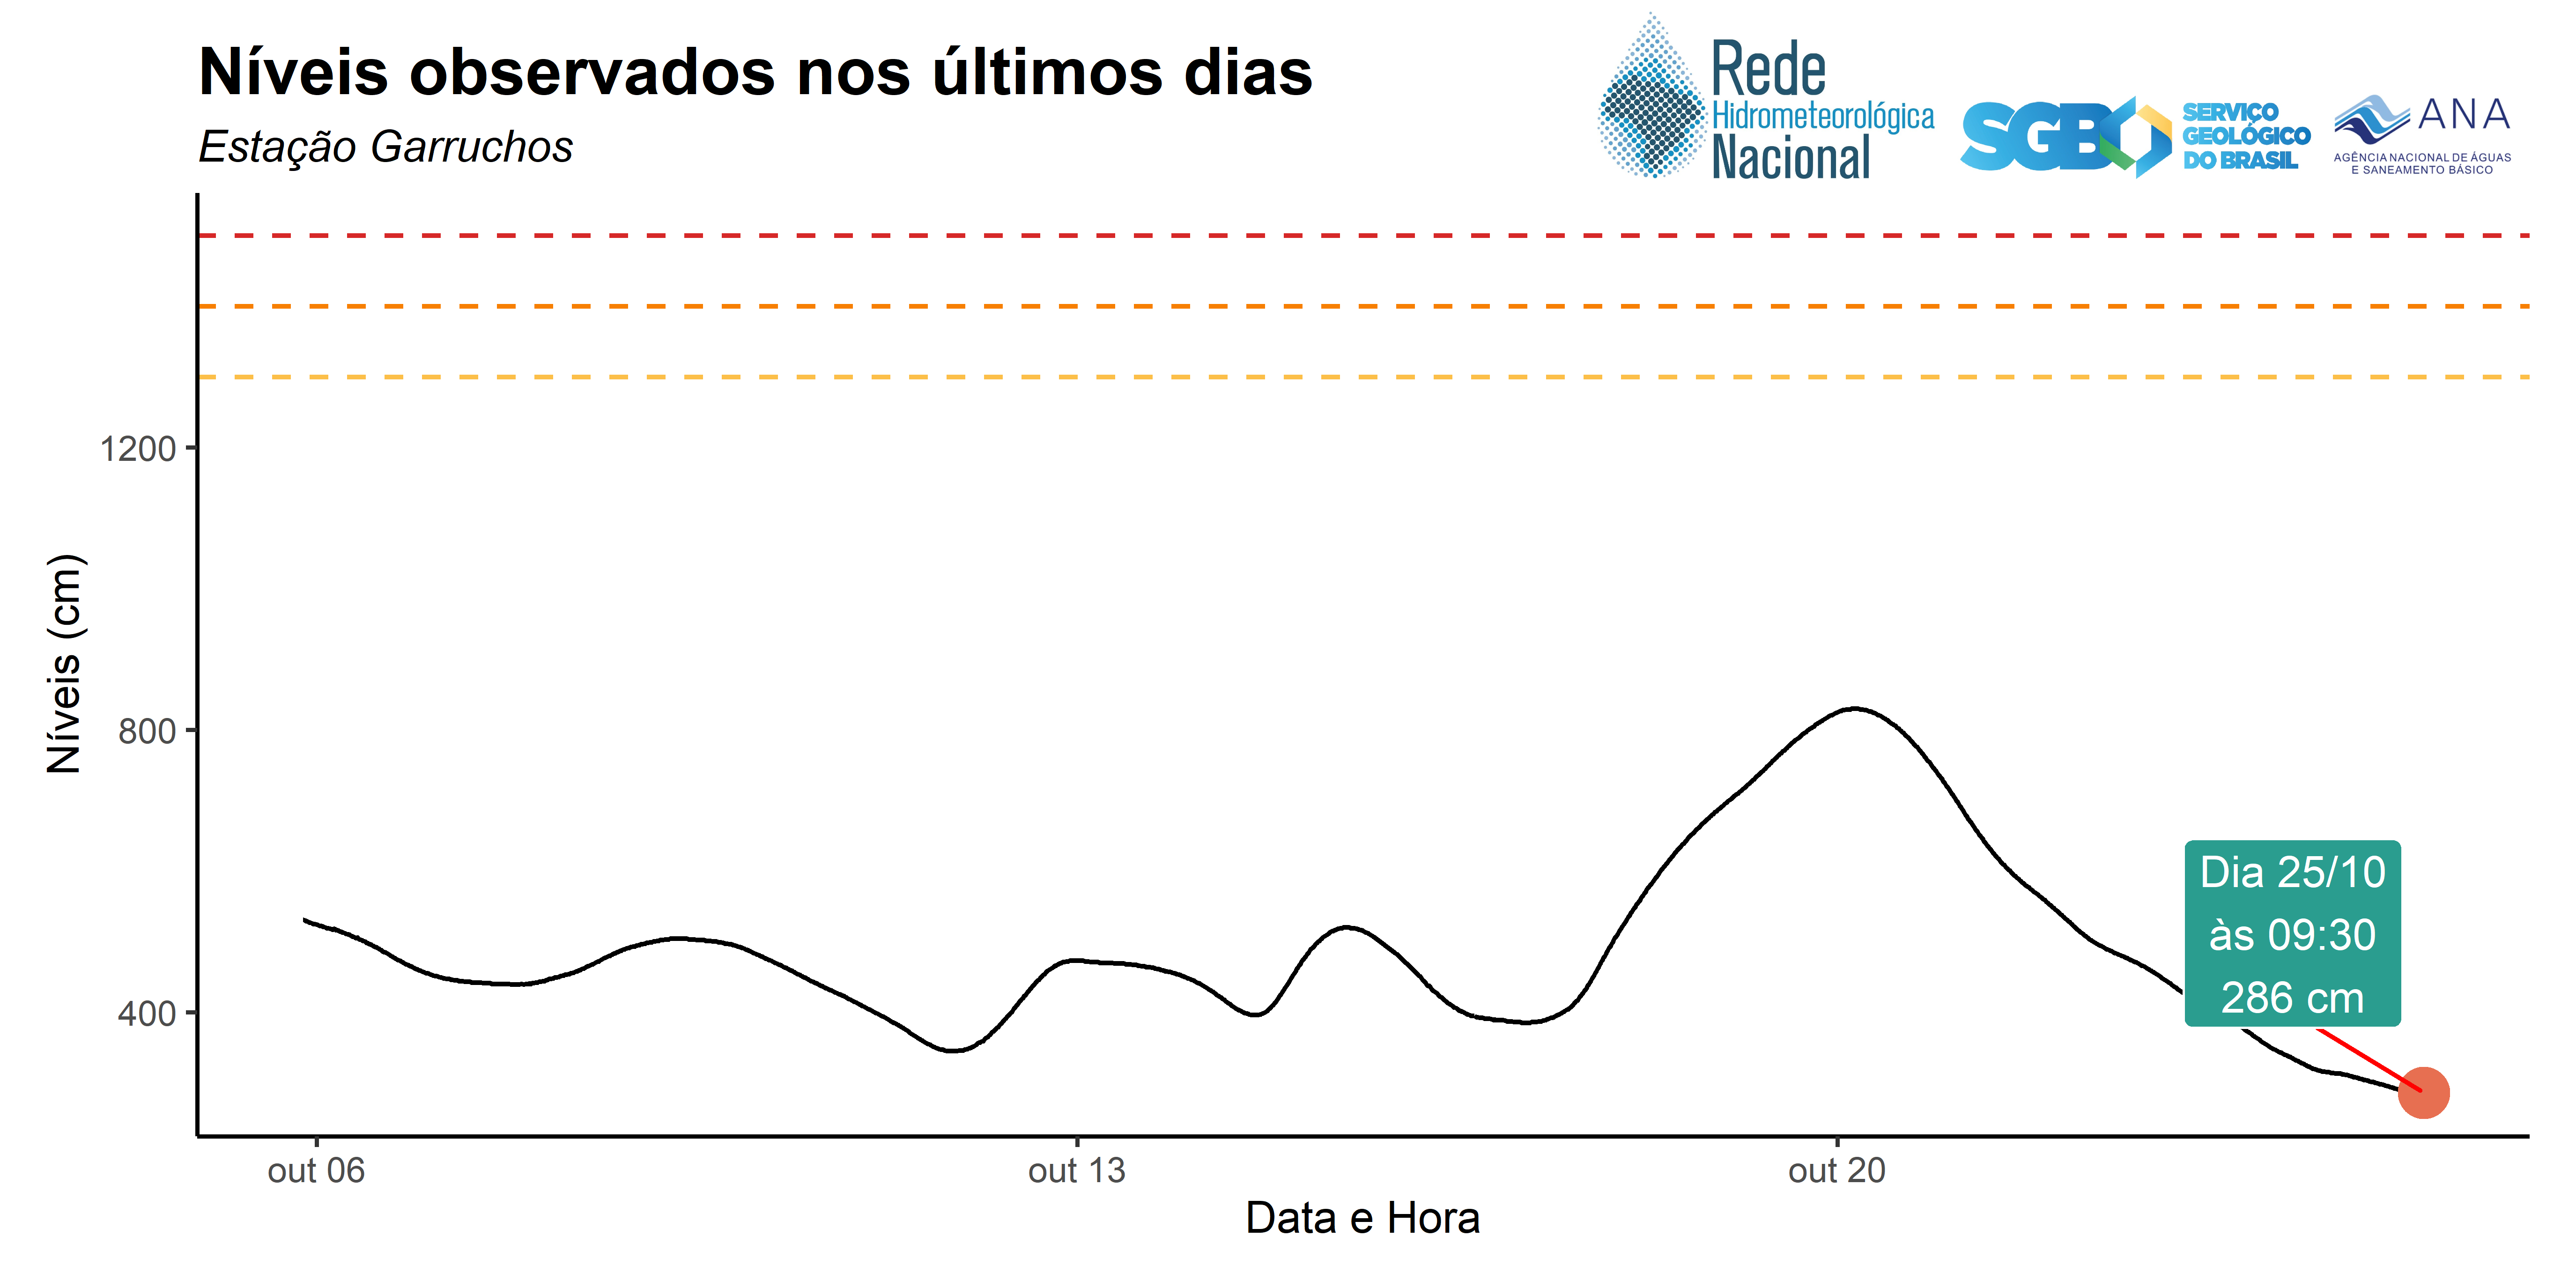 Níveis observados nos últimos dias
Estação Garruchos
Rede
Hidrometeorológica
Nacional
SGB
SERVIÇO
GEOLÓGICO
DO BRASIL
ANA
AGÊNCIA NACIONAL DE ÁGUAS
E SANEAMENTO BÁSICO
Níveis (cm)
1200
800
400
Dia 25/10
às 09:30
286 cm
out 06
out 13
out 20
Data e Hora